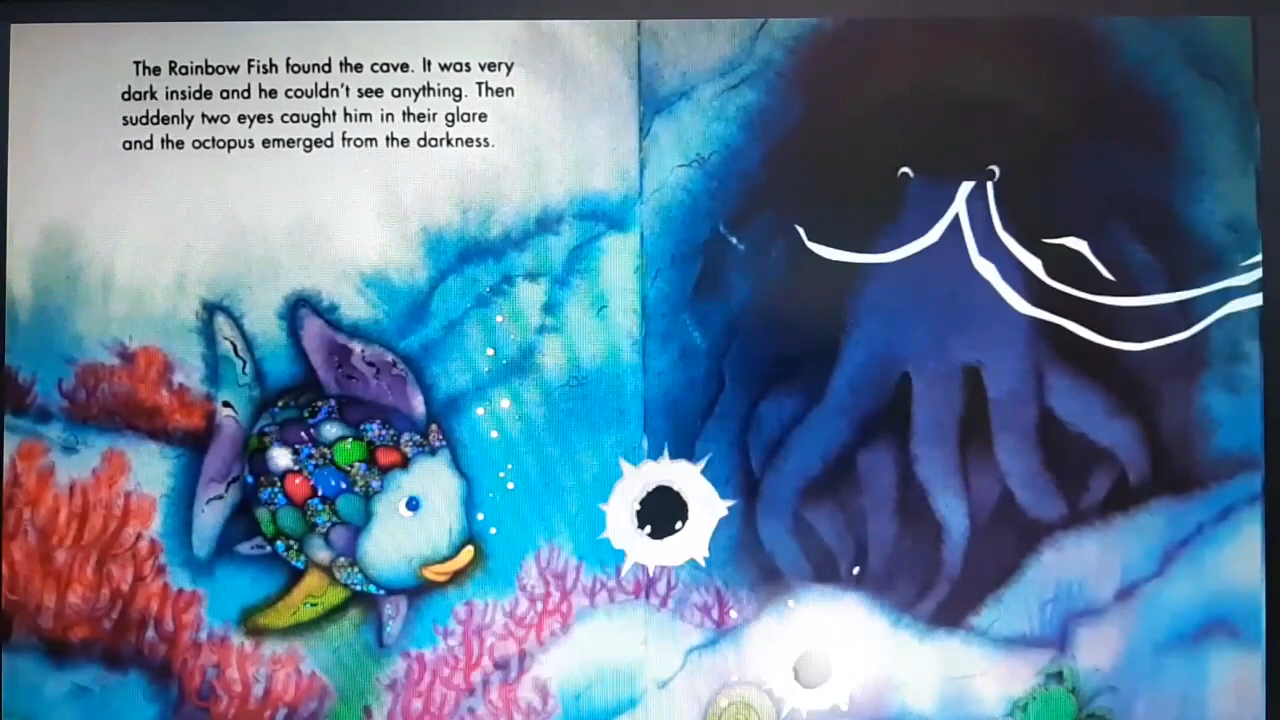 The Rainbow Fish found the cave. It was very
dark inside and he couldn't see anything. Then
suddenly two eyes caught him in their glare
and the octopus emerged from the darkness.